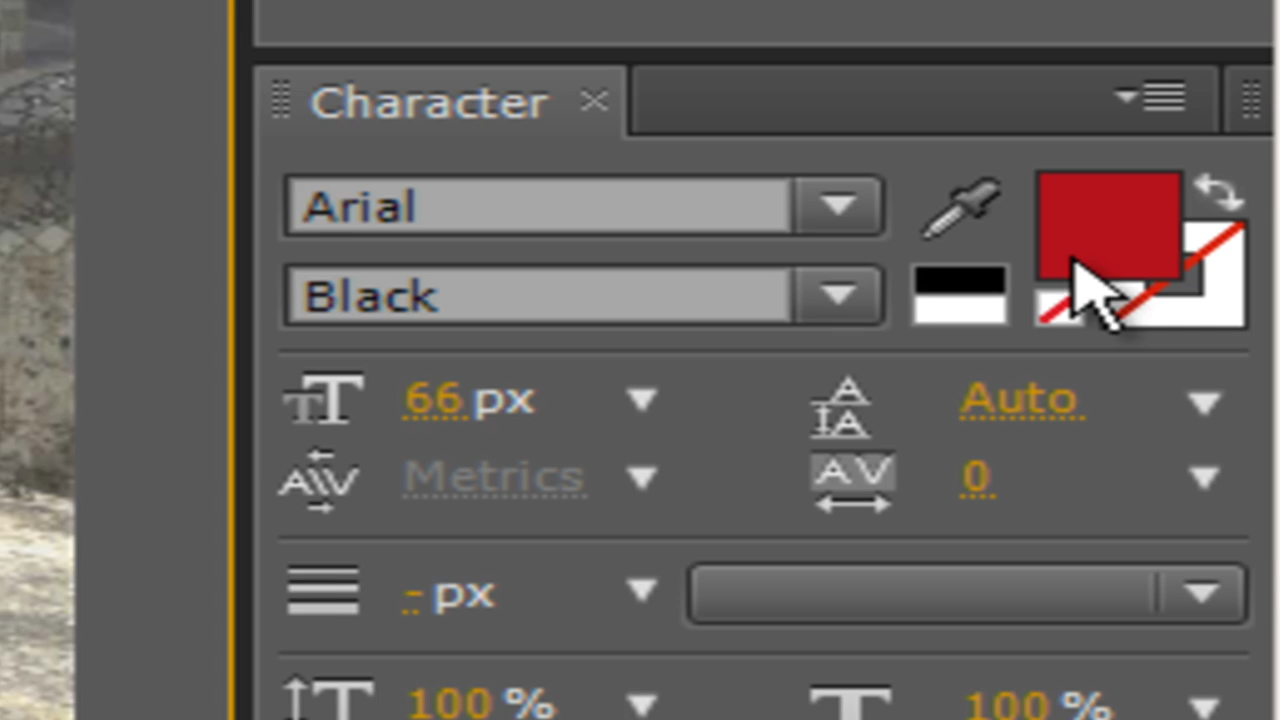 Character
Arial
Black
66 px
Auto
Metrics
0
- px
100 %
100 %